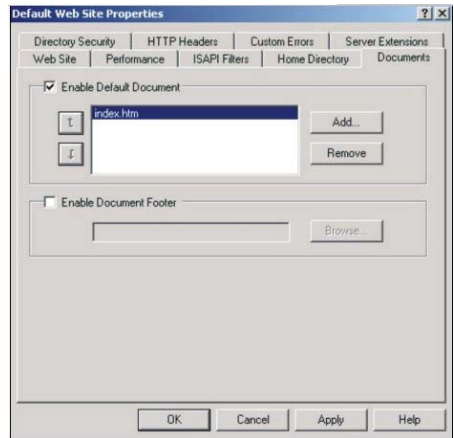 Default Web Site Properties
Directory Security
HTTP Headers
Custom Errors
Server Extensions
Web Site
Performance
ISAPI Filters
Home Directory
Documents
Enable Default Document
index.htm
Add...
Remove
Enable Document Footer
Browse...
OK
Cancel
Apply
Help